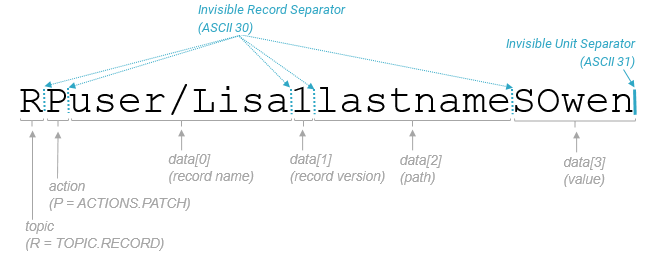 Invisible Record Separator
(ASCII 30)
Invisible Unit Separator
(ASCII 31)
RPuser/Lisa1lastnameSOwen
data[0]
(record name)
data[1]
(record version)
data[2]
(path)
data[3]
(value)
action
(P = ACTIONS.PATCH)
topic
(R = TOPIC.RECORD)